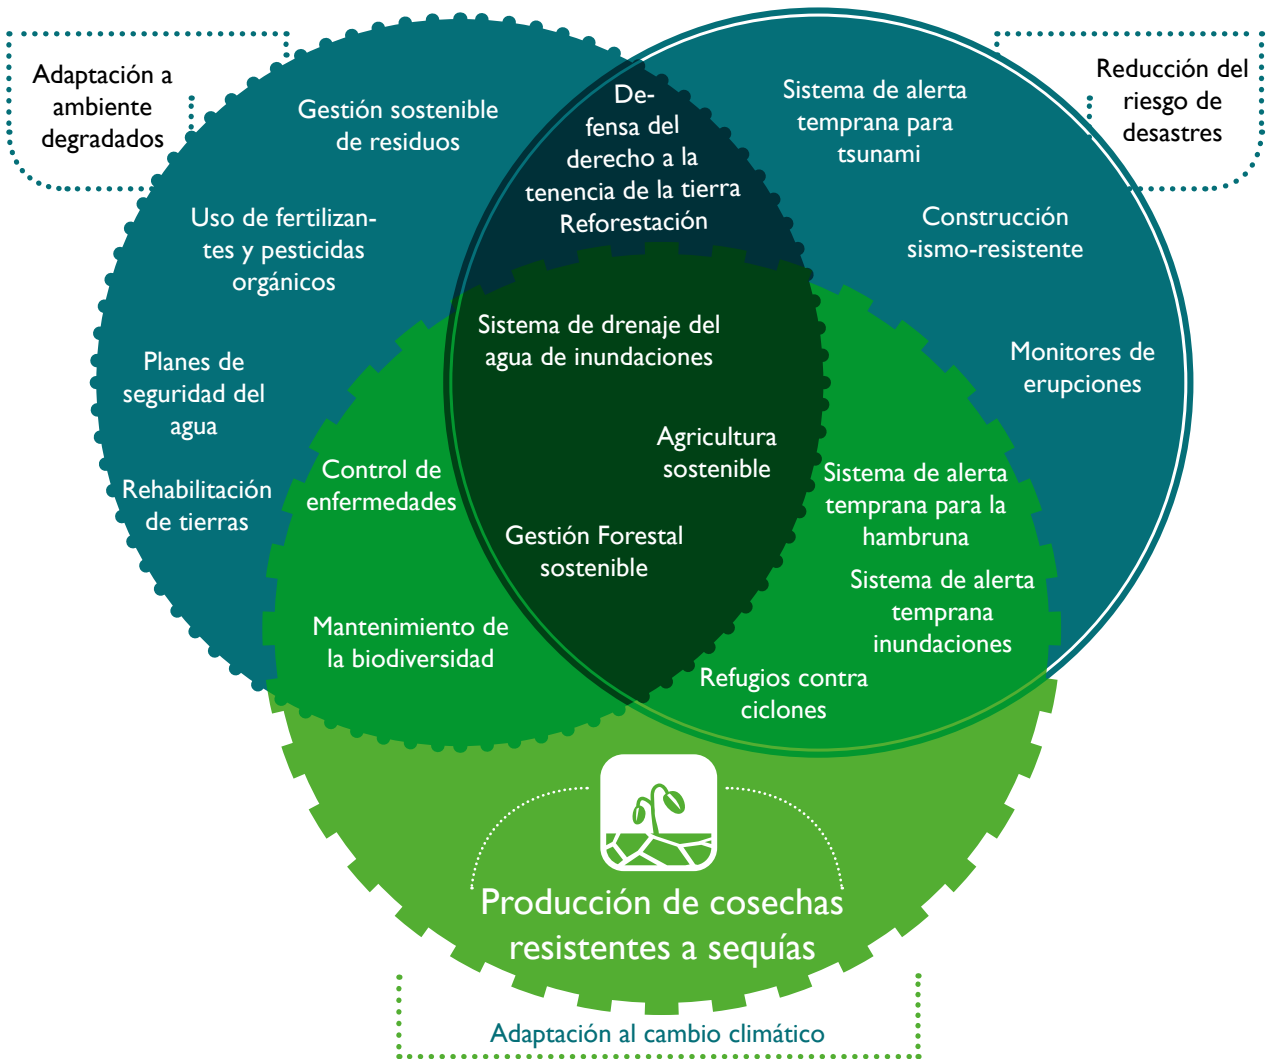 Adaptación a
ambiente
degradados
Gestión sostenible
de residuos
Uso de fertilizan-
tes y pesticidas
orgánicos
Planes de
seguridad del
agua
Rehabilitación
de tierras
De-
fensa del
derecho a la
tenencia de la tierra
Reforestación
Sistema de alerta
temprana para
tsunami
Reducción del
riesgo de
desastres
Construcción
sismo-resistente
Monitores de
erupciones
Sistema de drenaje del
agua de inundaciones
Agricultura
sostenible
Gestión Forestal
sostenible
Control de
enfermedades
Mantenimiento de
la biodiversidad
Sistema de alerta
temprana para la
hambruna
Sistema de alerta
temprana
inundaciones
Refugios contra
ciclones
Producción de cosechas
resistentes a sequías
Adaptación al cambio climático